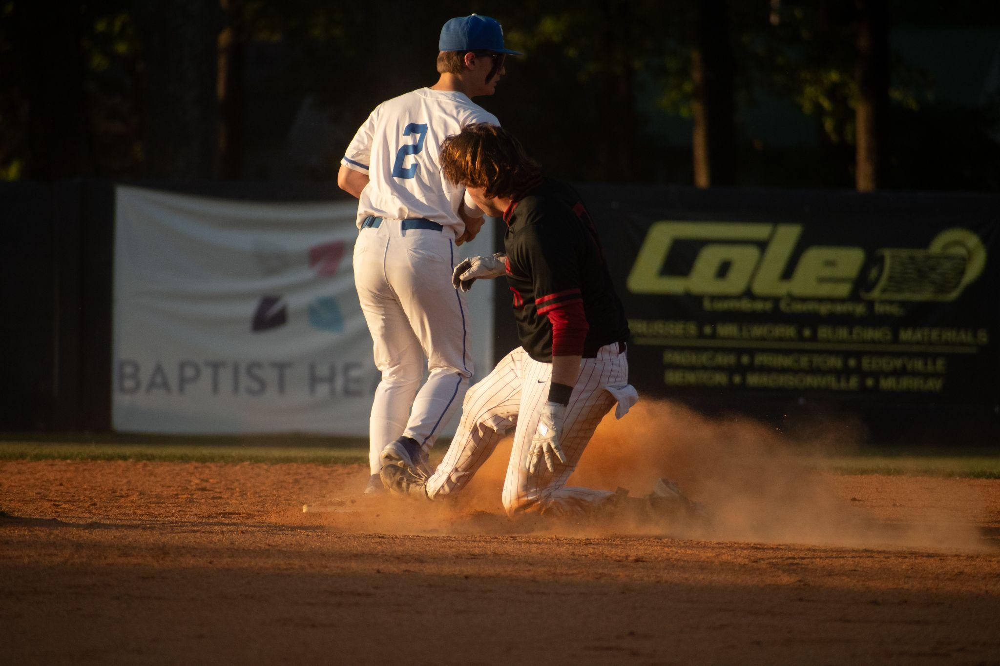 2
BAPTIST HEA
Cole
Lumber Company, Inc.
TRUSSES • MILLWORK • BUILDING MATERIALS
PADUCAH • PRINCETON • EDDYVILLE
BENTON • MADISONVILLE • MURRAY